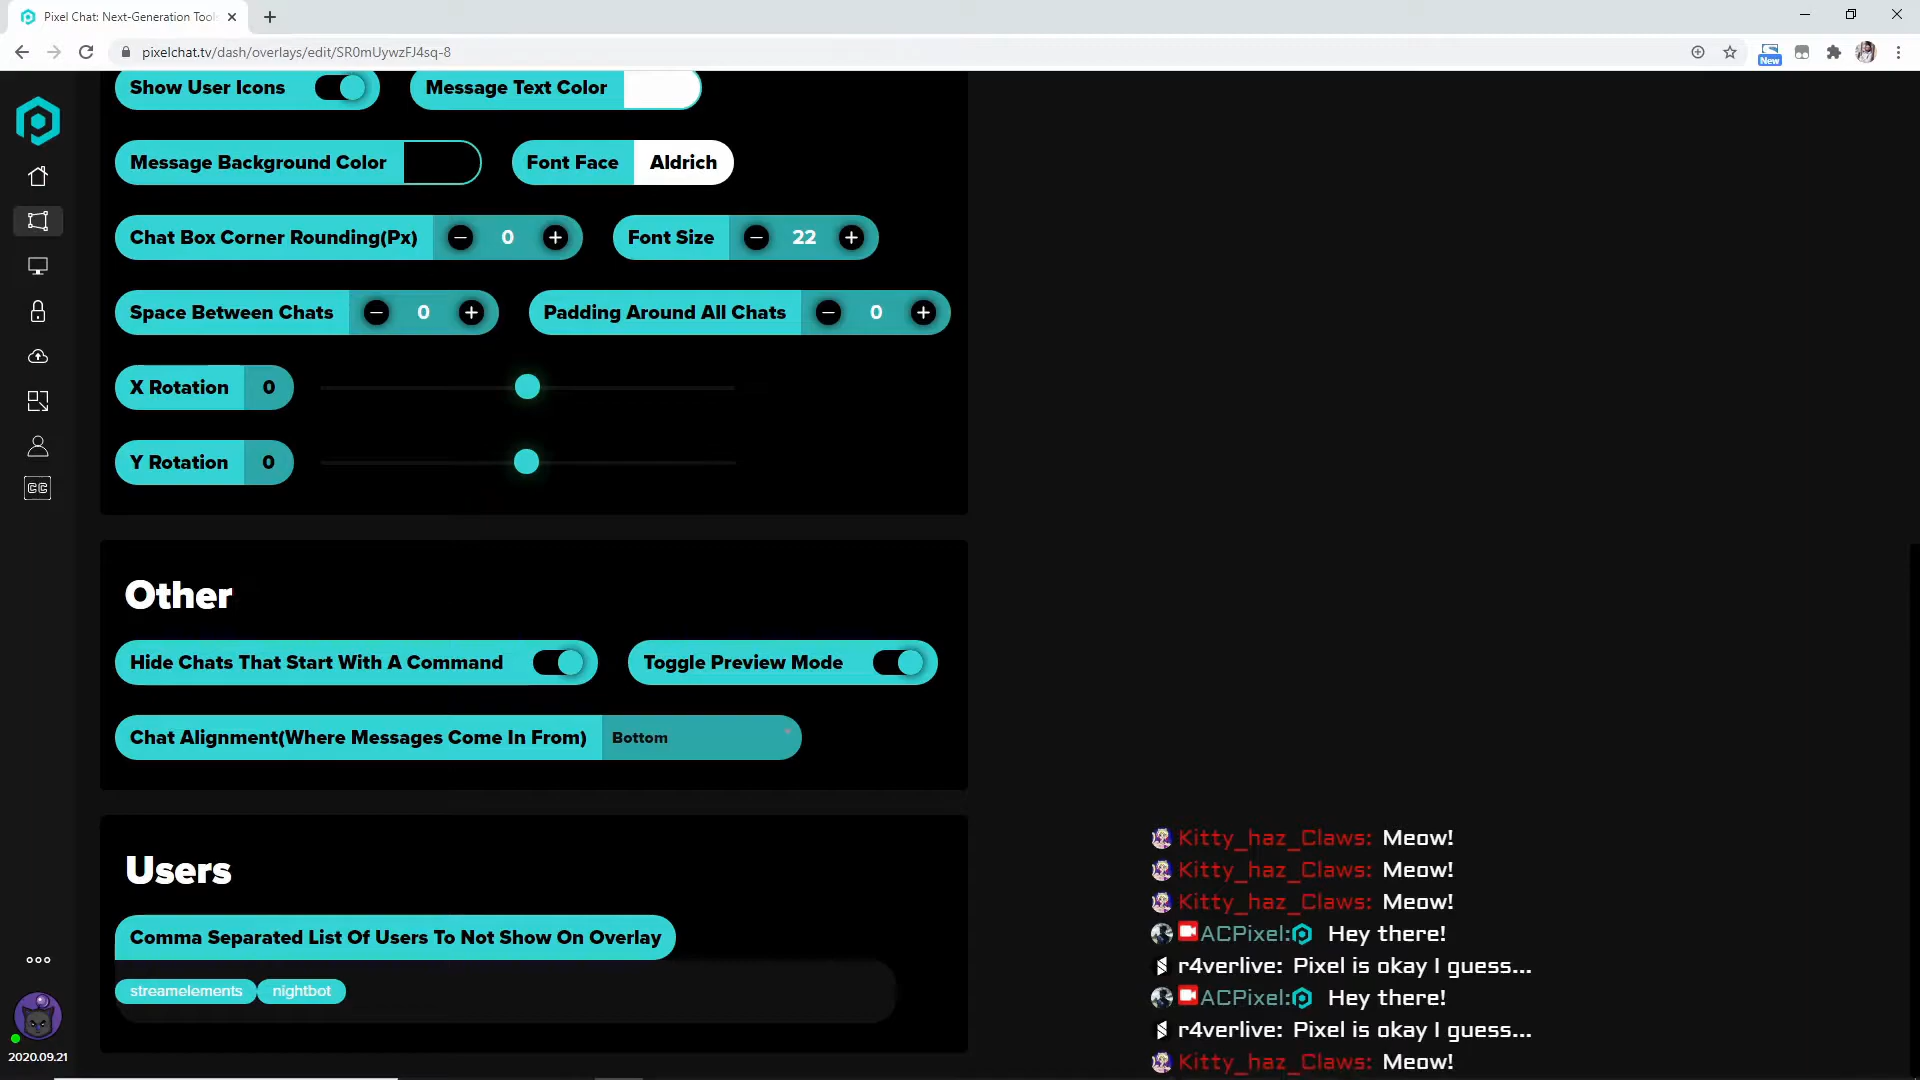 Pixel Chat: Next-Generation Tool
pixelchat.tv/dash/overlays/edit/SR0mUywzFJ4sq-8
New
Show User Icons
Message Text Color
Message Background Color
Font Face Aldrich
Chat Box Corner Rounding(Px) 0
Font Size 22
Space Between Chats 0
Padding Around All Chats 0
X Rotation 0
Y Rotation 0
CC
Other
Hide Chats That Start With A Command
Toggle Preview Mode
Chat Alignment(Where Messages Come In From) Bottom
Users
Comma Separated List Of Users To Not Show On Overlay
streamelements nightbot
2020.09.21
Kitty_haz_Claws: Meow!
Kitty_haz_Claws: Meow!
Kitty_haz_Claws: Meow!
ACPixel: Hey there!
r4verlive: Pixel is okay I guess...
ACPixel: Hey there!
r4verlive: Pixel is okay I guess...
Kitty_haz_Claws: Meow!